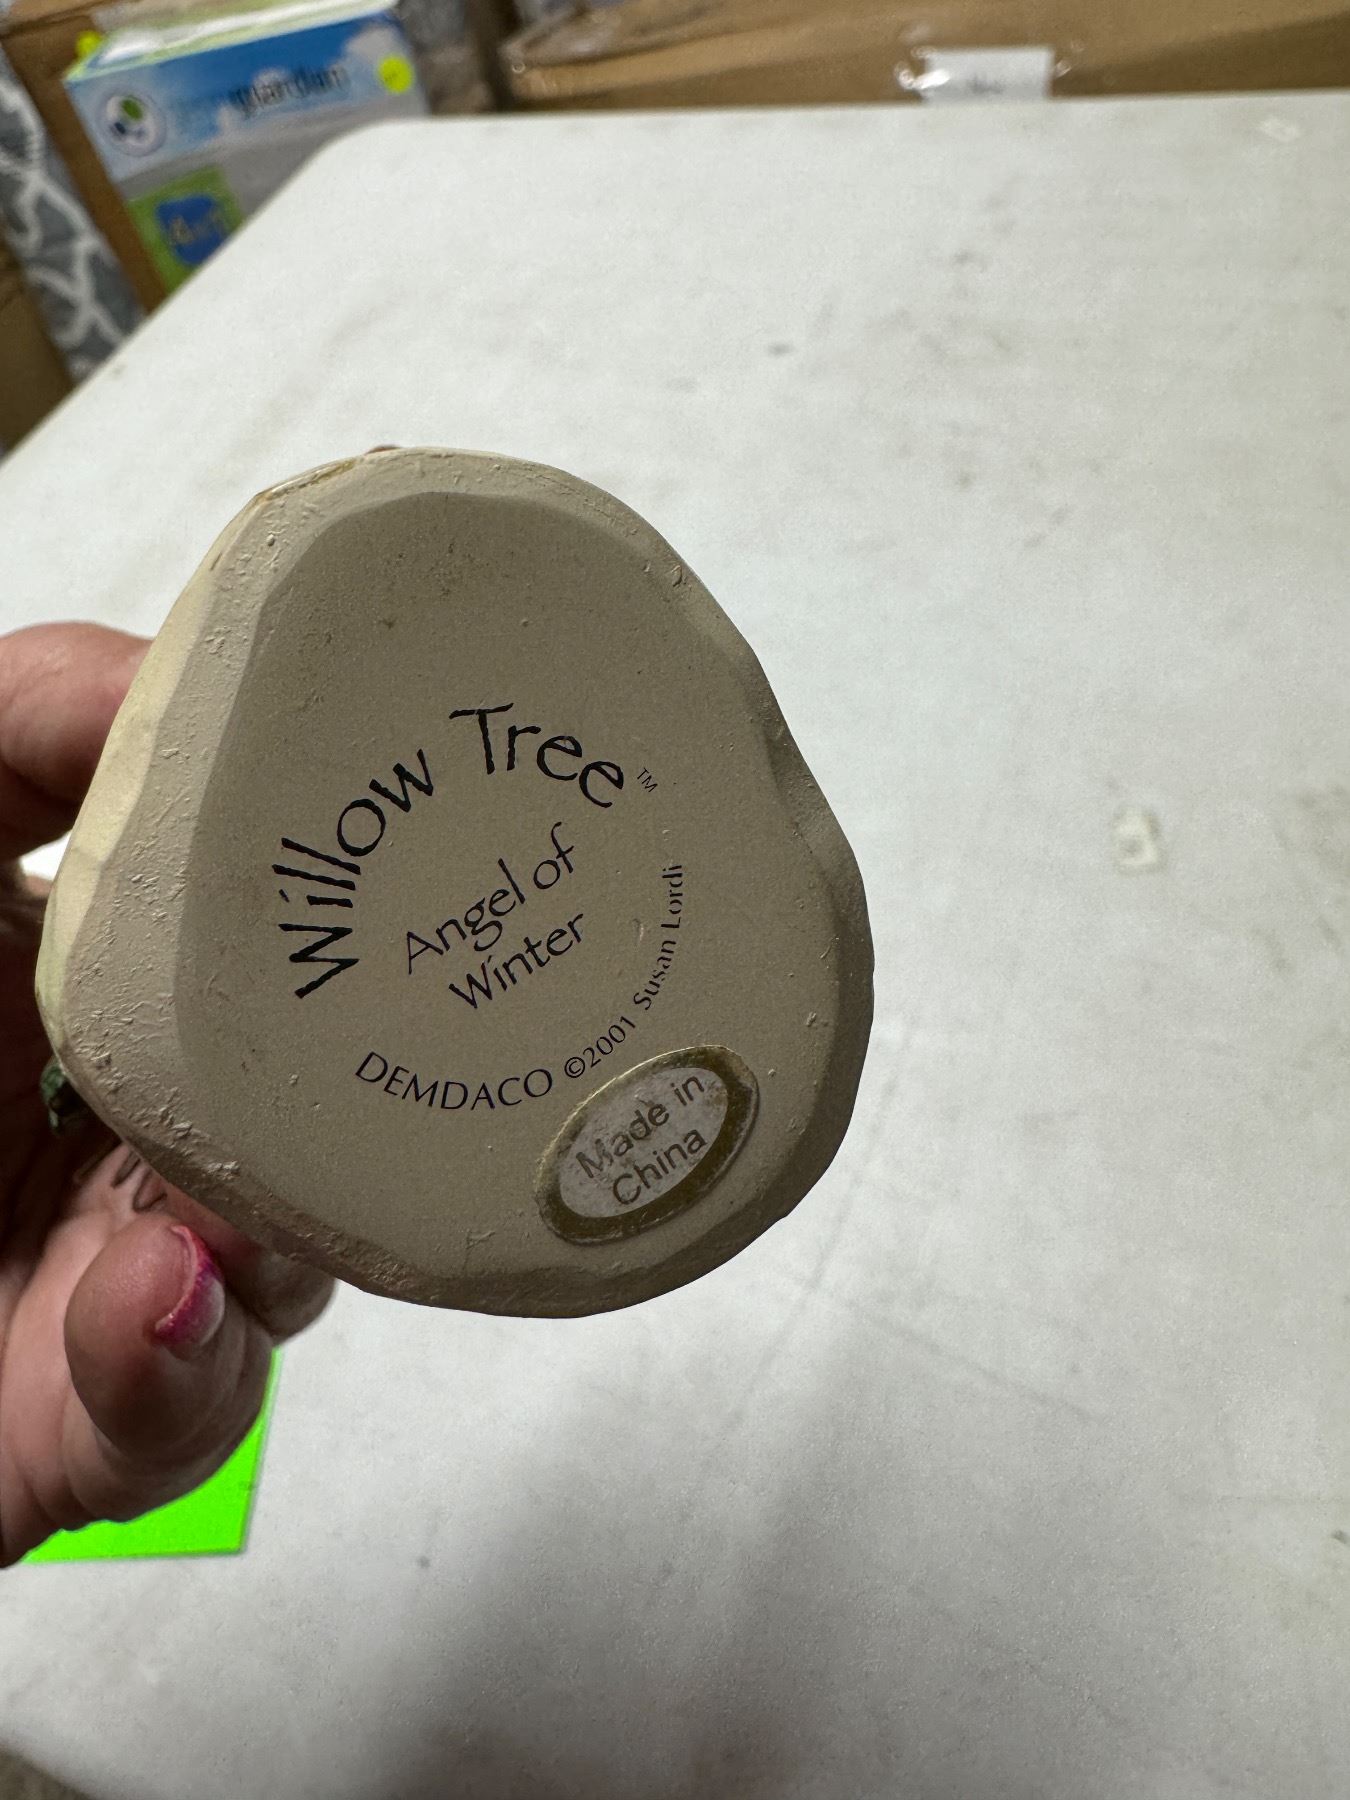 Willow Tree™
Angel of
Winter
DEMDACO ©2001 Susan Lordi
Made in
China